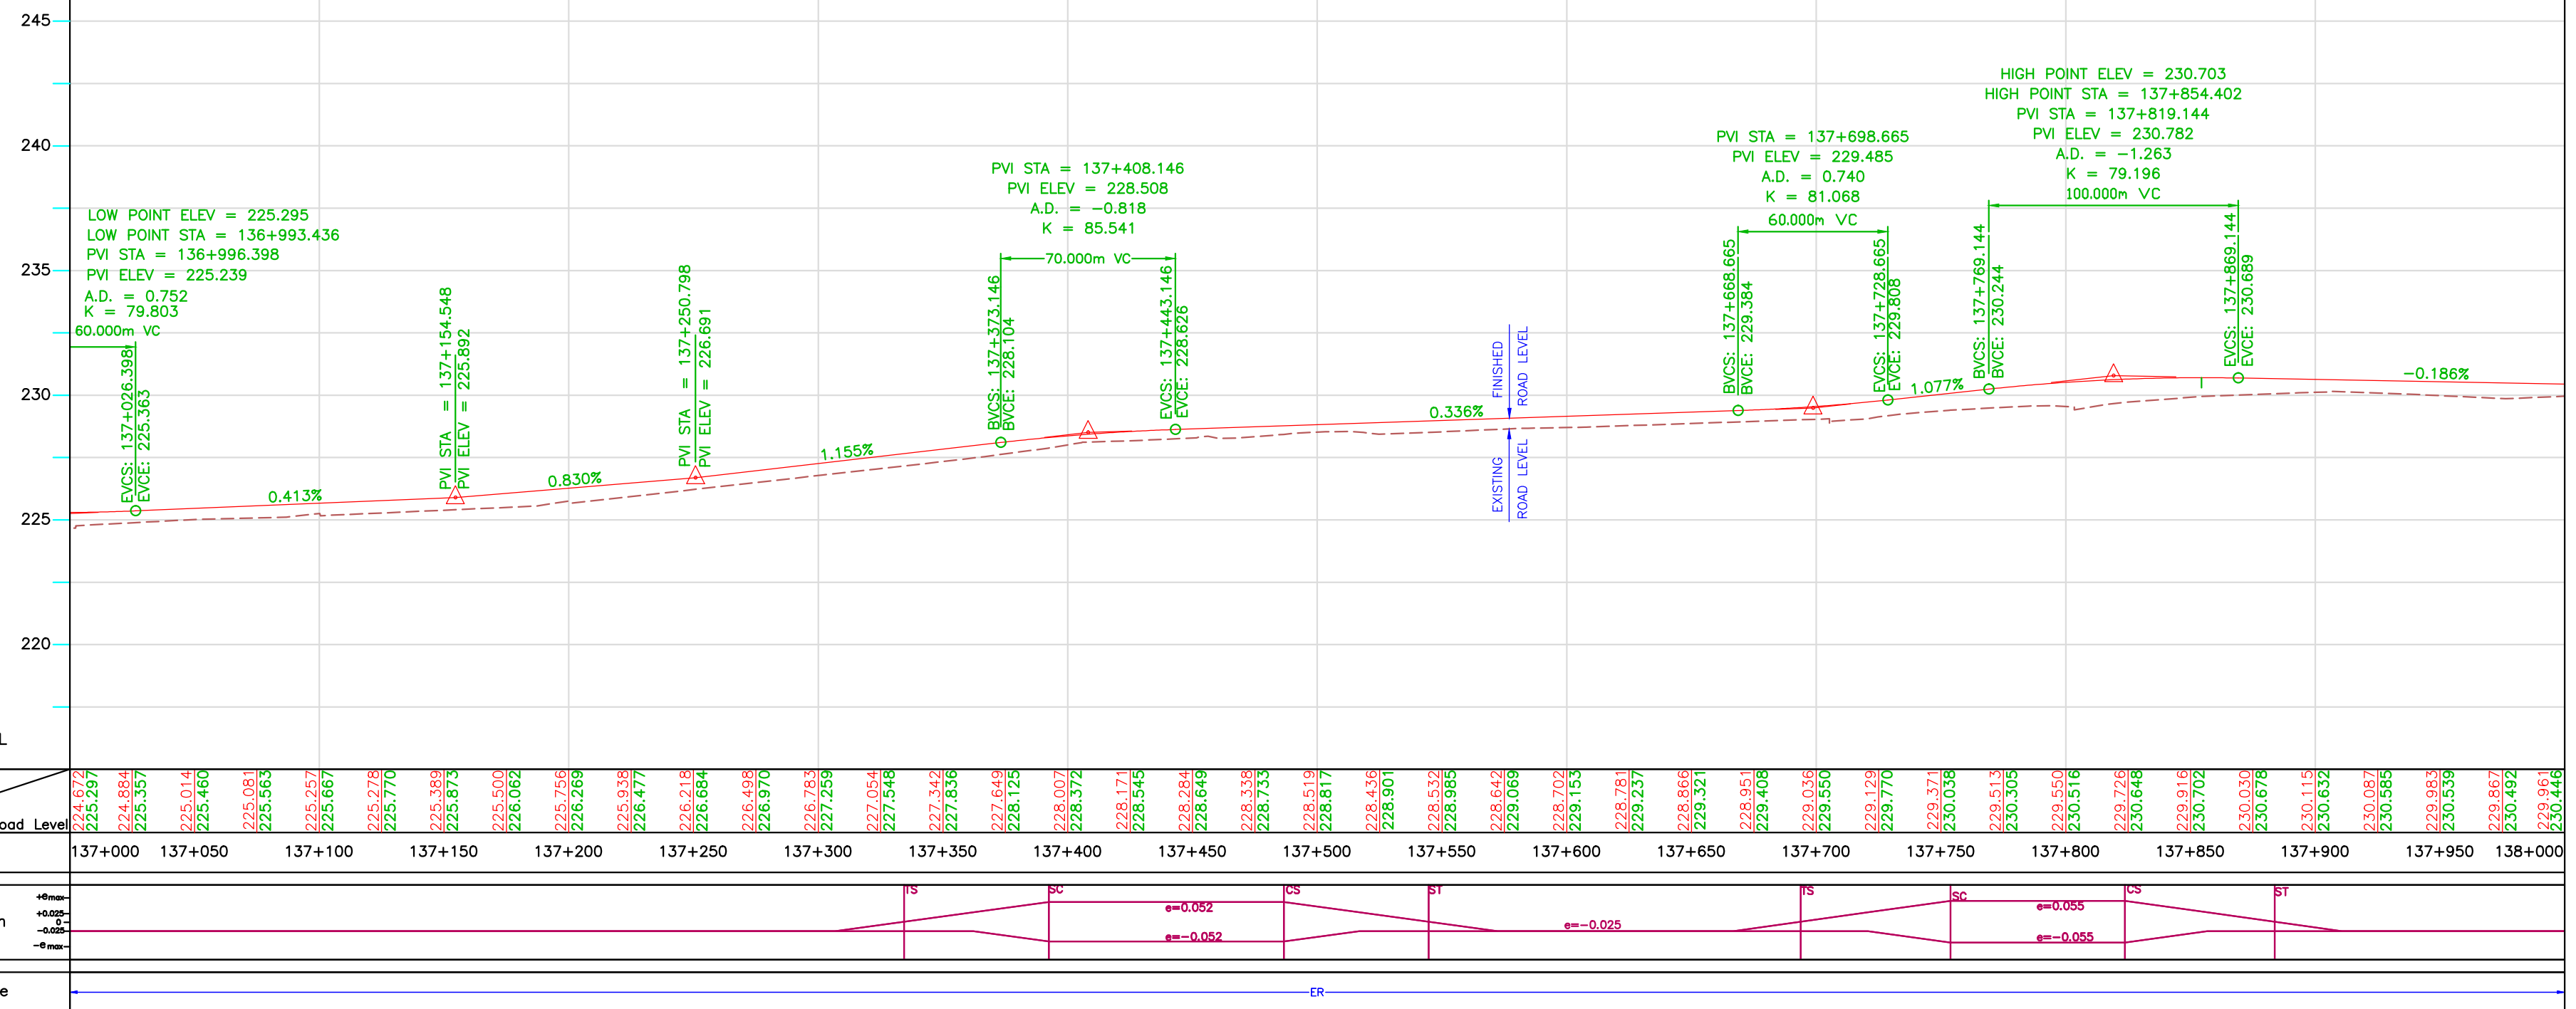 245
240
235
230
225
220
LOW POINT ELEV = 225.295
LOW POINT STA = 136+993.436
PVI STA = 136+996.398
PVI ELEV = 225.239
A.D. = 0.752
K = 79.803
60.000m VC
EVCS: 137+026.398
EVCE: 225.363
0.413%
PVI STA = 137+154.548
PVI ELEV = 225.892
0.830%
PVI STA = 137+250.798
PVI ELEV = 226.691
1.155%
PVI STA = 137+408.146
PVI ELEV = 228.508
A.D. = -0.818
K = 85.541
70.000m VC
BVCS: 137+373.146
BVCE: 228.104
EVCS: 137+443.146
EVCE: 228.626
0.336%
FINISHED
ROAD LEVEL
EXISTING
ROAD LEVEL
PVI STA = 137+698.665
PVI ELEV = 229.485
A.D. = 0.740
K = 81.068
60.000m VC
BVCS: 137+668.665
BVCE: 229.384
EVCS: 137+728.665
EVCE: 229.808
1.077%
HIGH POINT ELEV = 230.703
HIGH POINT STA = 137+854.402
PVI STA = 137+819.144
PVI ELEV = 230.782
A.D. = -1.263
K = 79.196
100.000m VC
BVCS: 137+769.144
BVCE: 230.244
EVCS: 137+869.144
EVCE: 230.689
-0.186%
L
oad Level
224.672 224.884 225.014 225.081 225.257 225.278 225.389 225.500 225.756 225.938 226.218 226.498 226.783 227.054 227.342 227.649 228.007 228.171 228.284 228.338 228.519 228.436 228.532 228.642 228.702 228.781 228.866 228.951 229.036 229.129 229.371 229.513 229.550 229.726 229.916 230.030 230.115 230.087 229.983 229.867 229.961
225.297 225.357 225.460 225.563 225.667 225.770 225.873 226.062 226.269 226.477 226.684 226.970 227.259 227.548 227.836 228.125 228.372 228.545 228.649 228.733 228.817 228.901 228.985 229.069 229.153 229.237 229.321 229.408 229.550 229.770 230.038 230.305 230.516 230.648 230.702 230.678 230.632 230.585 230.539 230.492 230.446
137+000 137+050 137+100 137+150 137+200 137+250 137+300 137+350 137+400 137+450 137+500 137+550 137+600 137+650 137+700 137+750 137+800 137+850 137+900 137+950 138+000
n
+emax
+0.025
0
-0.025
-emax
TS SC CS ST TS SC CS ST
e=0.052 e=0.055
e=-0.025
e=-0.052 e=-0.055
e
ER